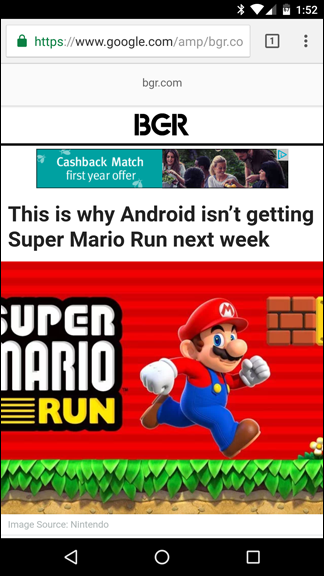 1:52
https://www.google.com/amp/bgr.co
1
bgr.com
BGR
Cashback Match
first year offer
This is why Android isn’t getting
Super Mario Run next week
SUPER
MARIO
RUN
M
Image Source: Nintendo